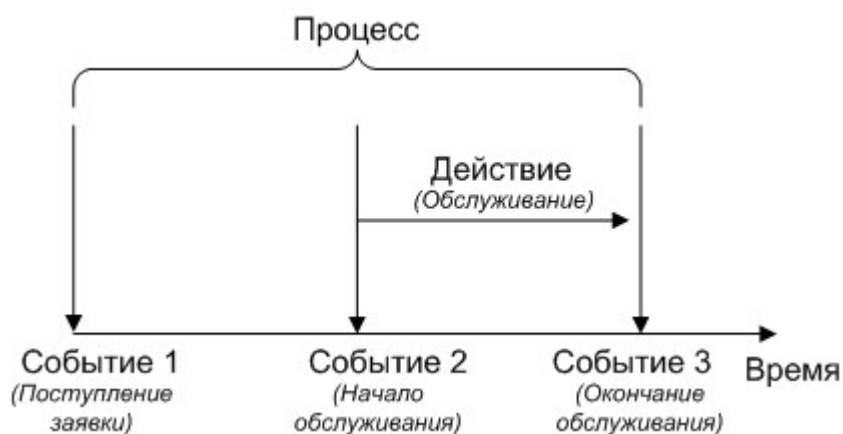 Процесс
Действие
(Обслуживание)
Событие 1
(Поступление
заявки)
Событие 2
(Начало
обслуживания)
Событие 3
(Окончание
обслуживания)
Время